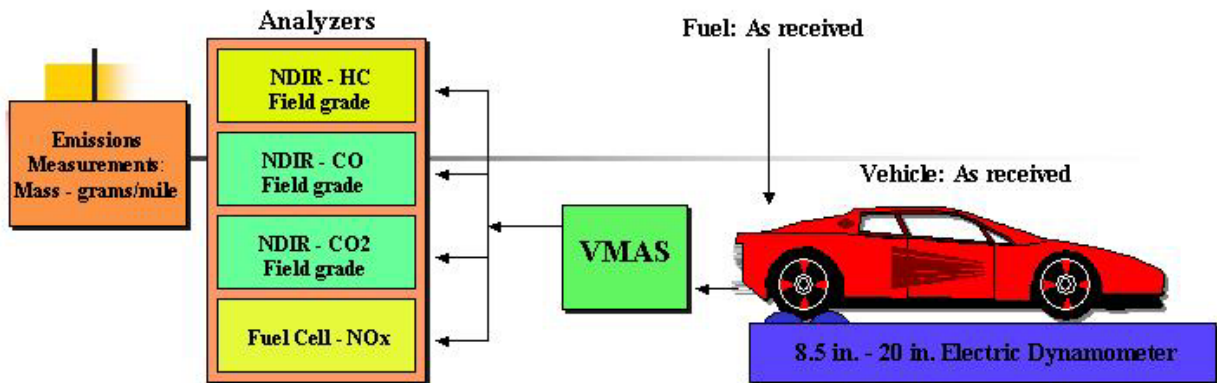 Analyzers
NDIR - HC
Field grade
NDIR - CO
Field grade
NDIR - CO2
Field grade
Fuel Cell - NOx
Emissions
Measurements:
Mass - grams/mile
VMAS
Fuel: As received
Vehicle: As received
8.5 in. - 20 in. Electric Dynamometer